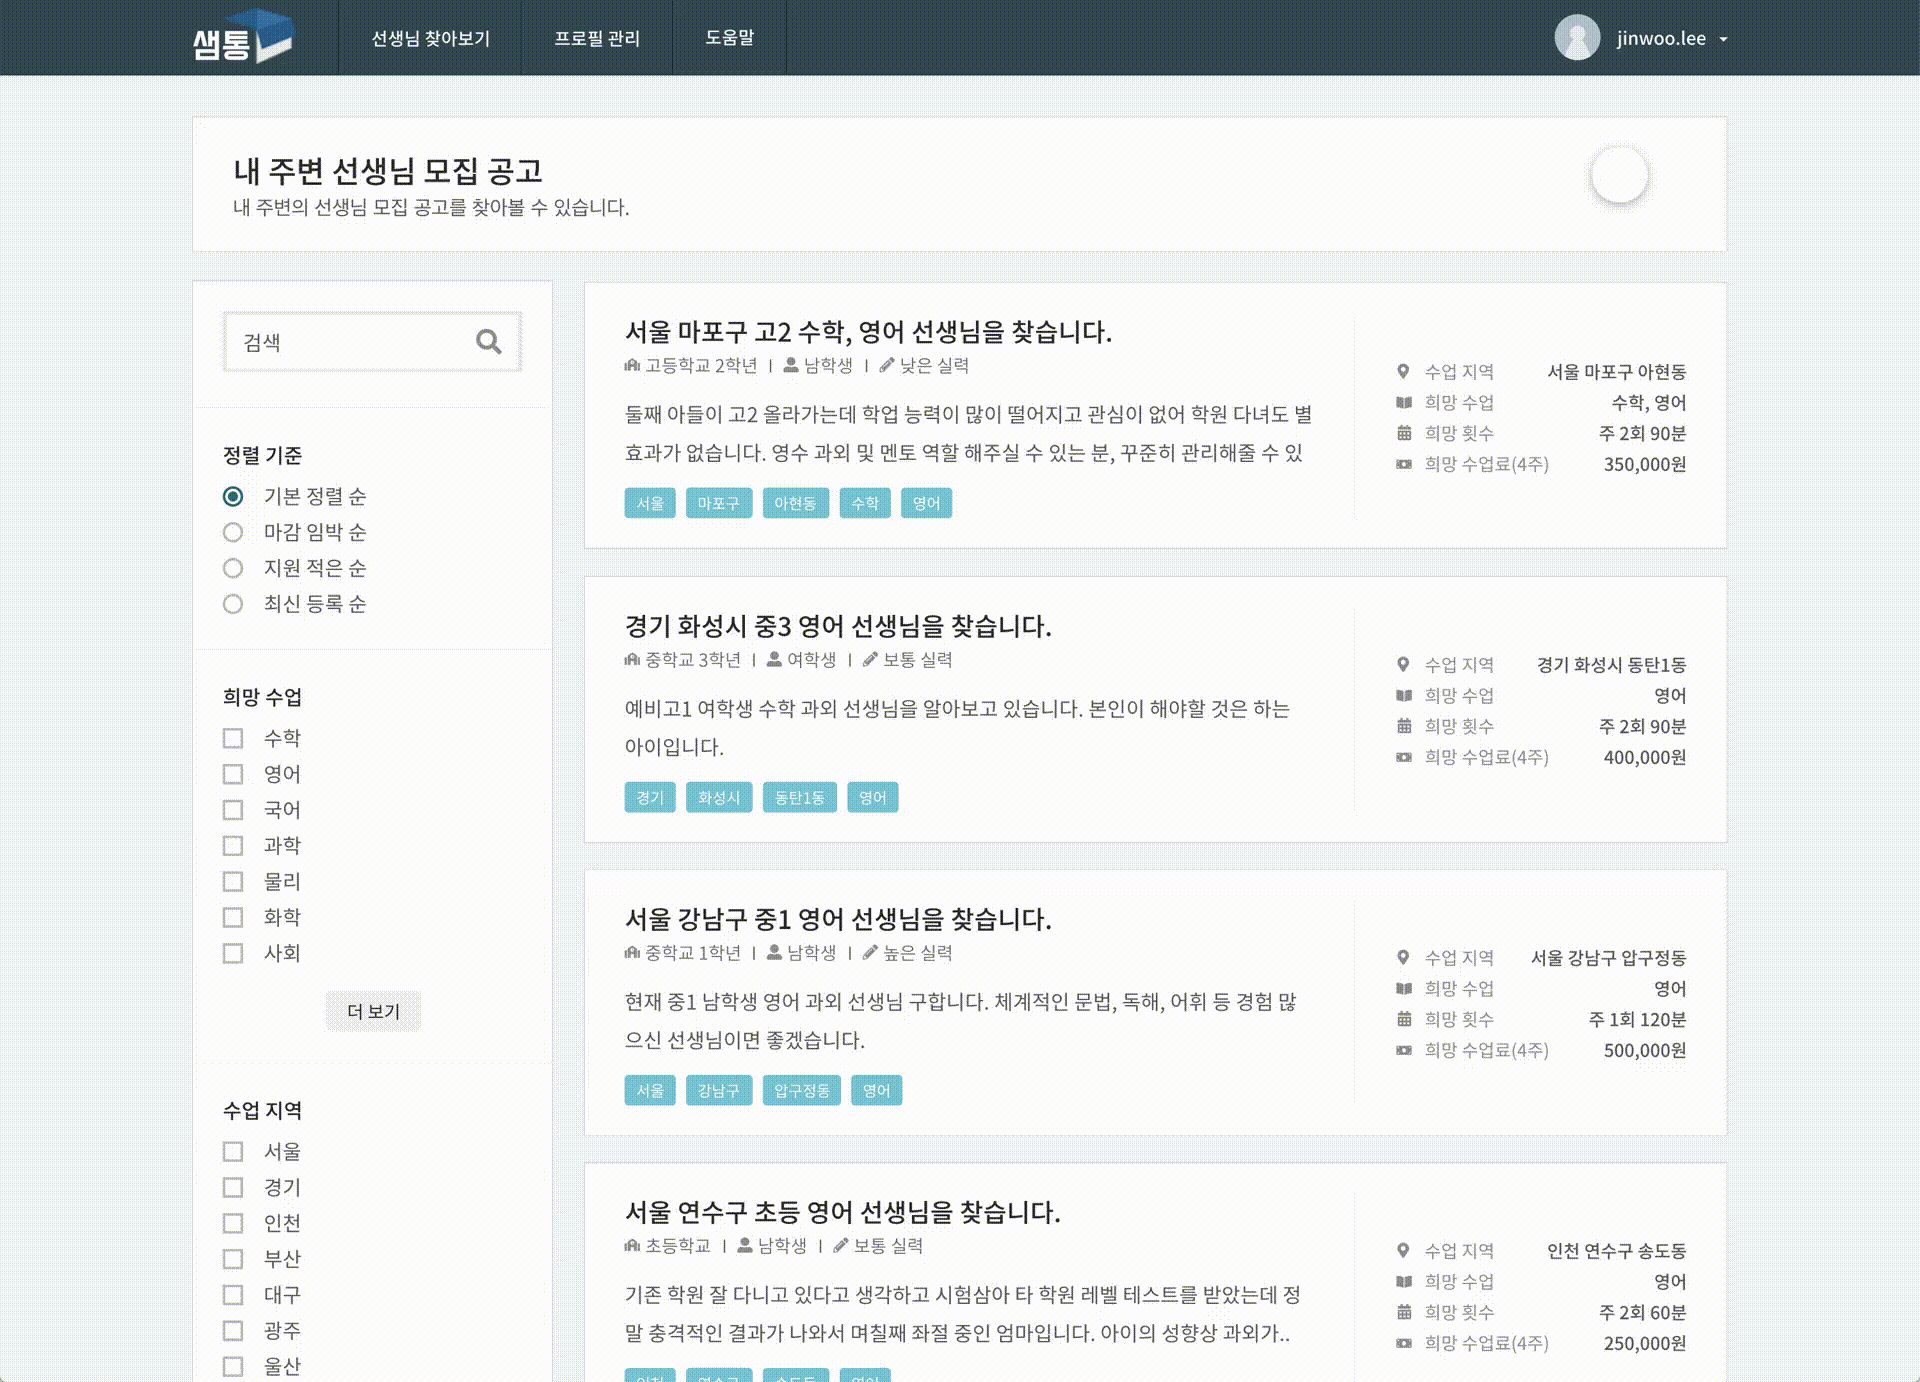 샘통
선생님 찾아보기
프로필 관리
도움말
jinwoo.lee
내 주변 선생님 모집 공고
내 주변의 선생님 모집 공고를 찾아볼 수 있습니다.
검색
정렬 기준
기본 정렬 순
마감 임박 순
지원 적은 순
최신 등록 순
희망 수업
수학
영어
국어
과학
물리
화학
사회
더 보기
수업 지역
서울
경기
인천
부산
대구
광주
울산
서울 마포구 고2 수학, 영어 선생님을 찾습니다.
고등학교 2학년 | 남학생 | 낮은 실력
둘째 아들이 고2 올라가는데 학업 능력이 많이 떨어지고 관심이 없어 학원 다녀도 별
효과가 없습니다. 영수 과외 및 멘토 역할 해주실 수 있는 분, 꾸준히 관리해줄 수 있
서울 마포구 아현동 수학 영어
수업 지역 서울 마포구 아현동
희망 수업 수학, 영어
희망 횟수 주 2회 90분
희망 수업료(4주) 350,000원
경기 화성시 중3 영어 선생님을 찾습니다.
중학교 3학년 | 여학생 | 보통 실력
예비고1 여학생 수학 과외 선생님을 알아보고 있습니다. 본인이 해야할 것은 하는
아이입니다.
경기 화성시 동탄1동 영어
수업 지역 경기 화성시 동탄1동
희망 수업 영어
희망 횟수 주 2회 90분
희망 수업료(4주) 400,000원
서울 강남구 중1 영어 선생님을 찾습니다.
중학교 1학년 | 남학생 | 높은 실력
현재 중1 남학생 영어 과외 선생님 구합니다. 체계적인 문법, 독해, 어휘 등 경험 많
으신 선생님이면 좋겠습니다.
서울 강남구 압구정동 영어
수업 지역 서울 강남구 압구정동
희망 수업 영어
희망 횟수 주 1회 120분
희망 수업료(4주) 500,000원
서울 연수구 초등 영어 선생님을 찾습니다.
초등학교 | 남학생 | 보통 실력
기존 학원 잘 다니고 있다고 생각하고 시험삼아 타 학원 레벨 테스트를 받았는데 정
말 충격적인 결과가 나와서 며칠째 좌절 중인 엄마입니다. 아이의 성향상 과외가..
인천 연수구 송도동 영어
수업 지역 인천 연수구 송도동
희망 수업 영어
희망 횟수 주 2회 60분
희망 수업료(4주) 250,000원